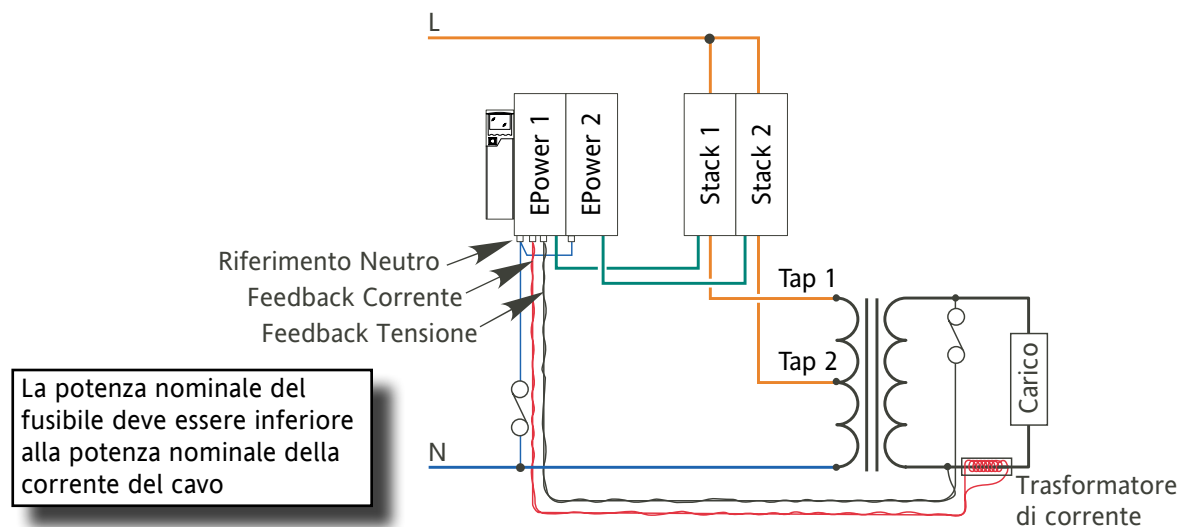 L
EPower 1
EPower 2
Stack 1
Stack 2
Riferimento Neutro
Feedback Corrente
Feedback Tensione
Tap 1
Tap 2
Carico
La potenza nominale del
fusibile deve essere inferiore
alla potenza nominale della
corrente del cavo
N
Trasformatore
di corrente